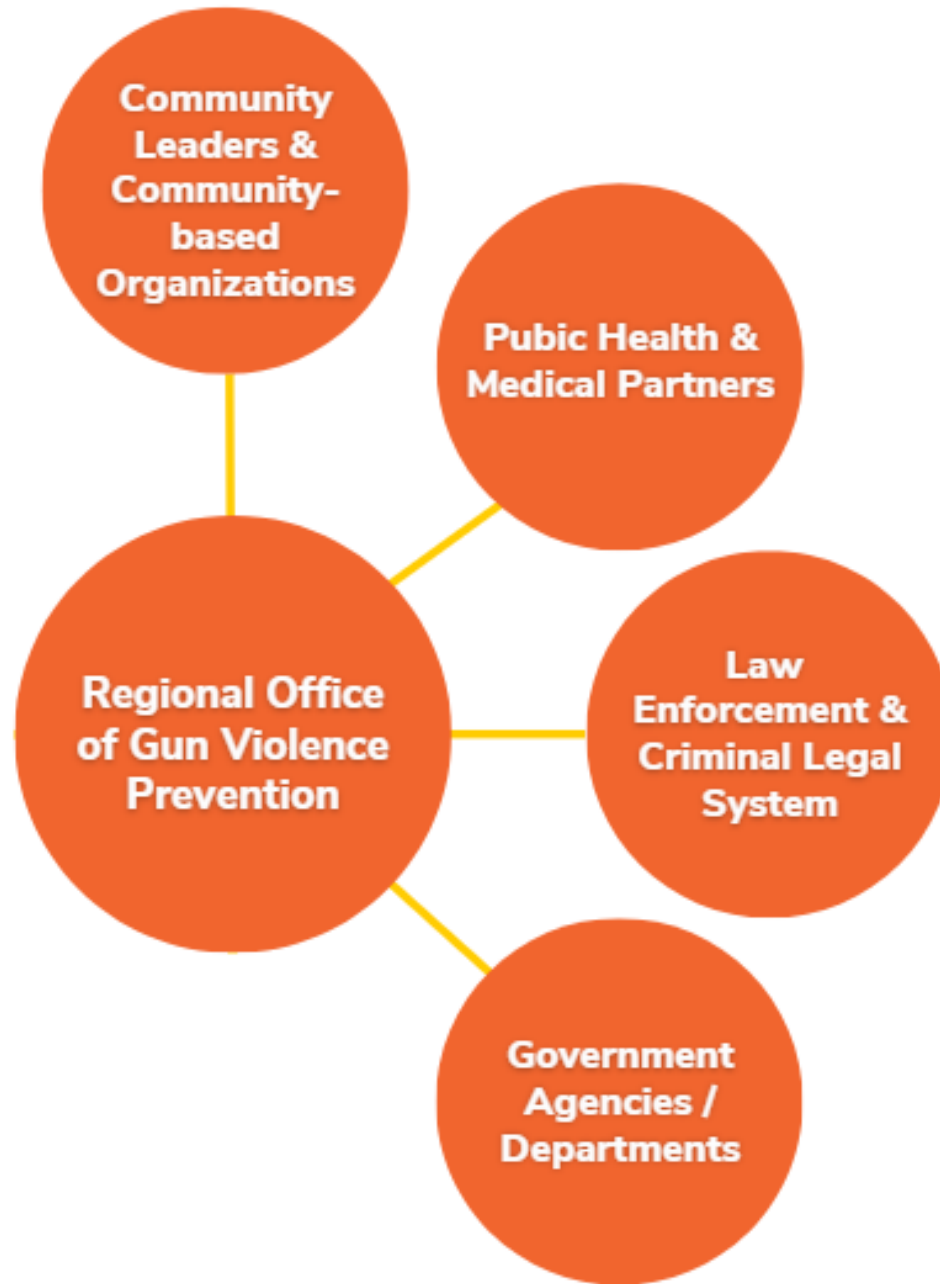 Community
Leaders &
Community-
based
Organizations
Pubic Health &
Medical Partners
Law
Enforcement &
Criminal Legal
System
Regional Office
of Gun Violence
Prevention
Government
Agencies /
Departments